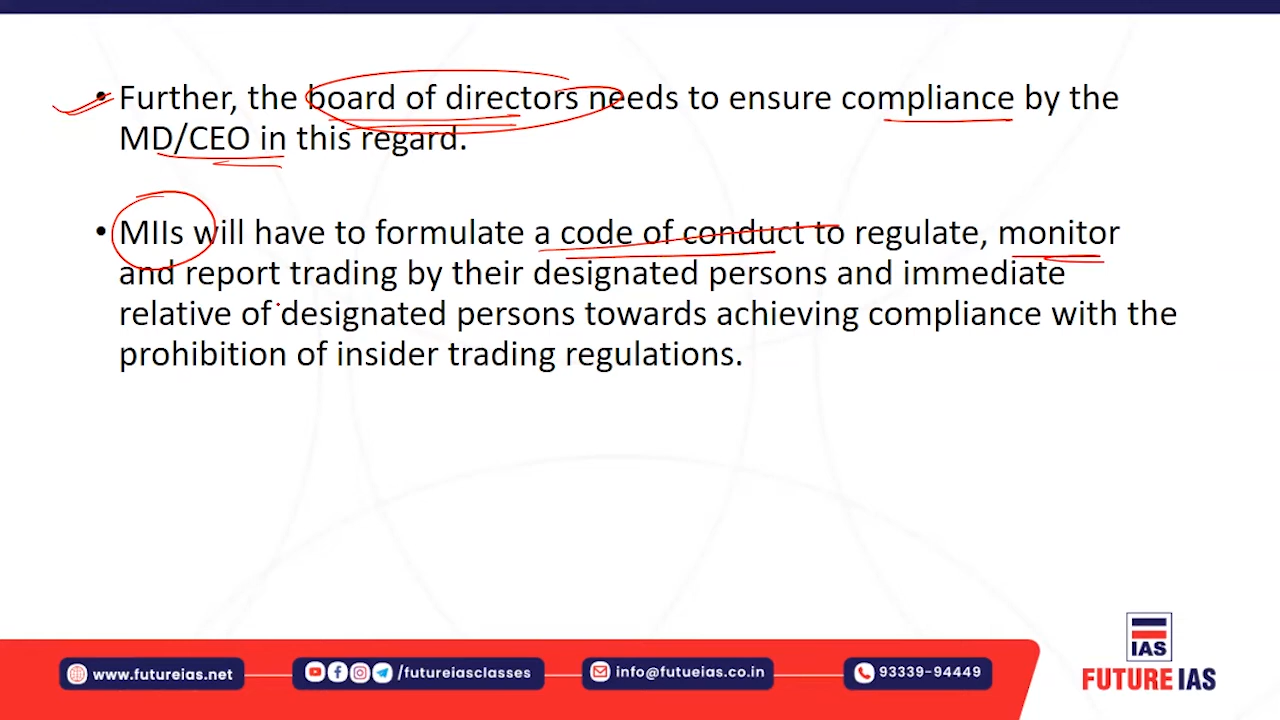 • Further, the board of directors needs to ensure compliance by the
MD/CEO in this regard.
• MIIs will have to formulate a code of conduct to regulate, monitor
and report trading by their designated persons and immediate
relative of designated persons towards achieving compliance with the
prohibition of insider trading regulations.
IAS
www.futureias.net
/futureiasclasses
info@futueias.co.in
93339-94449
FUTURE IAS